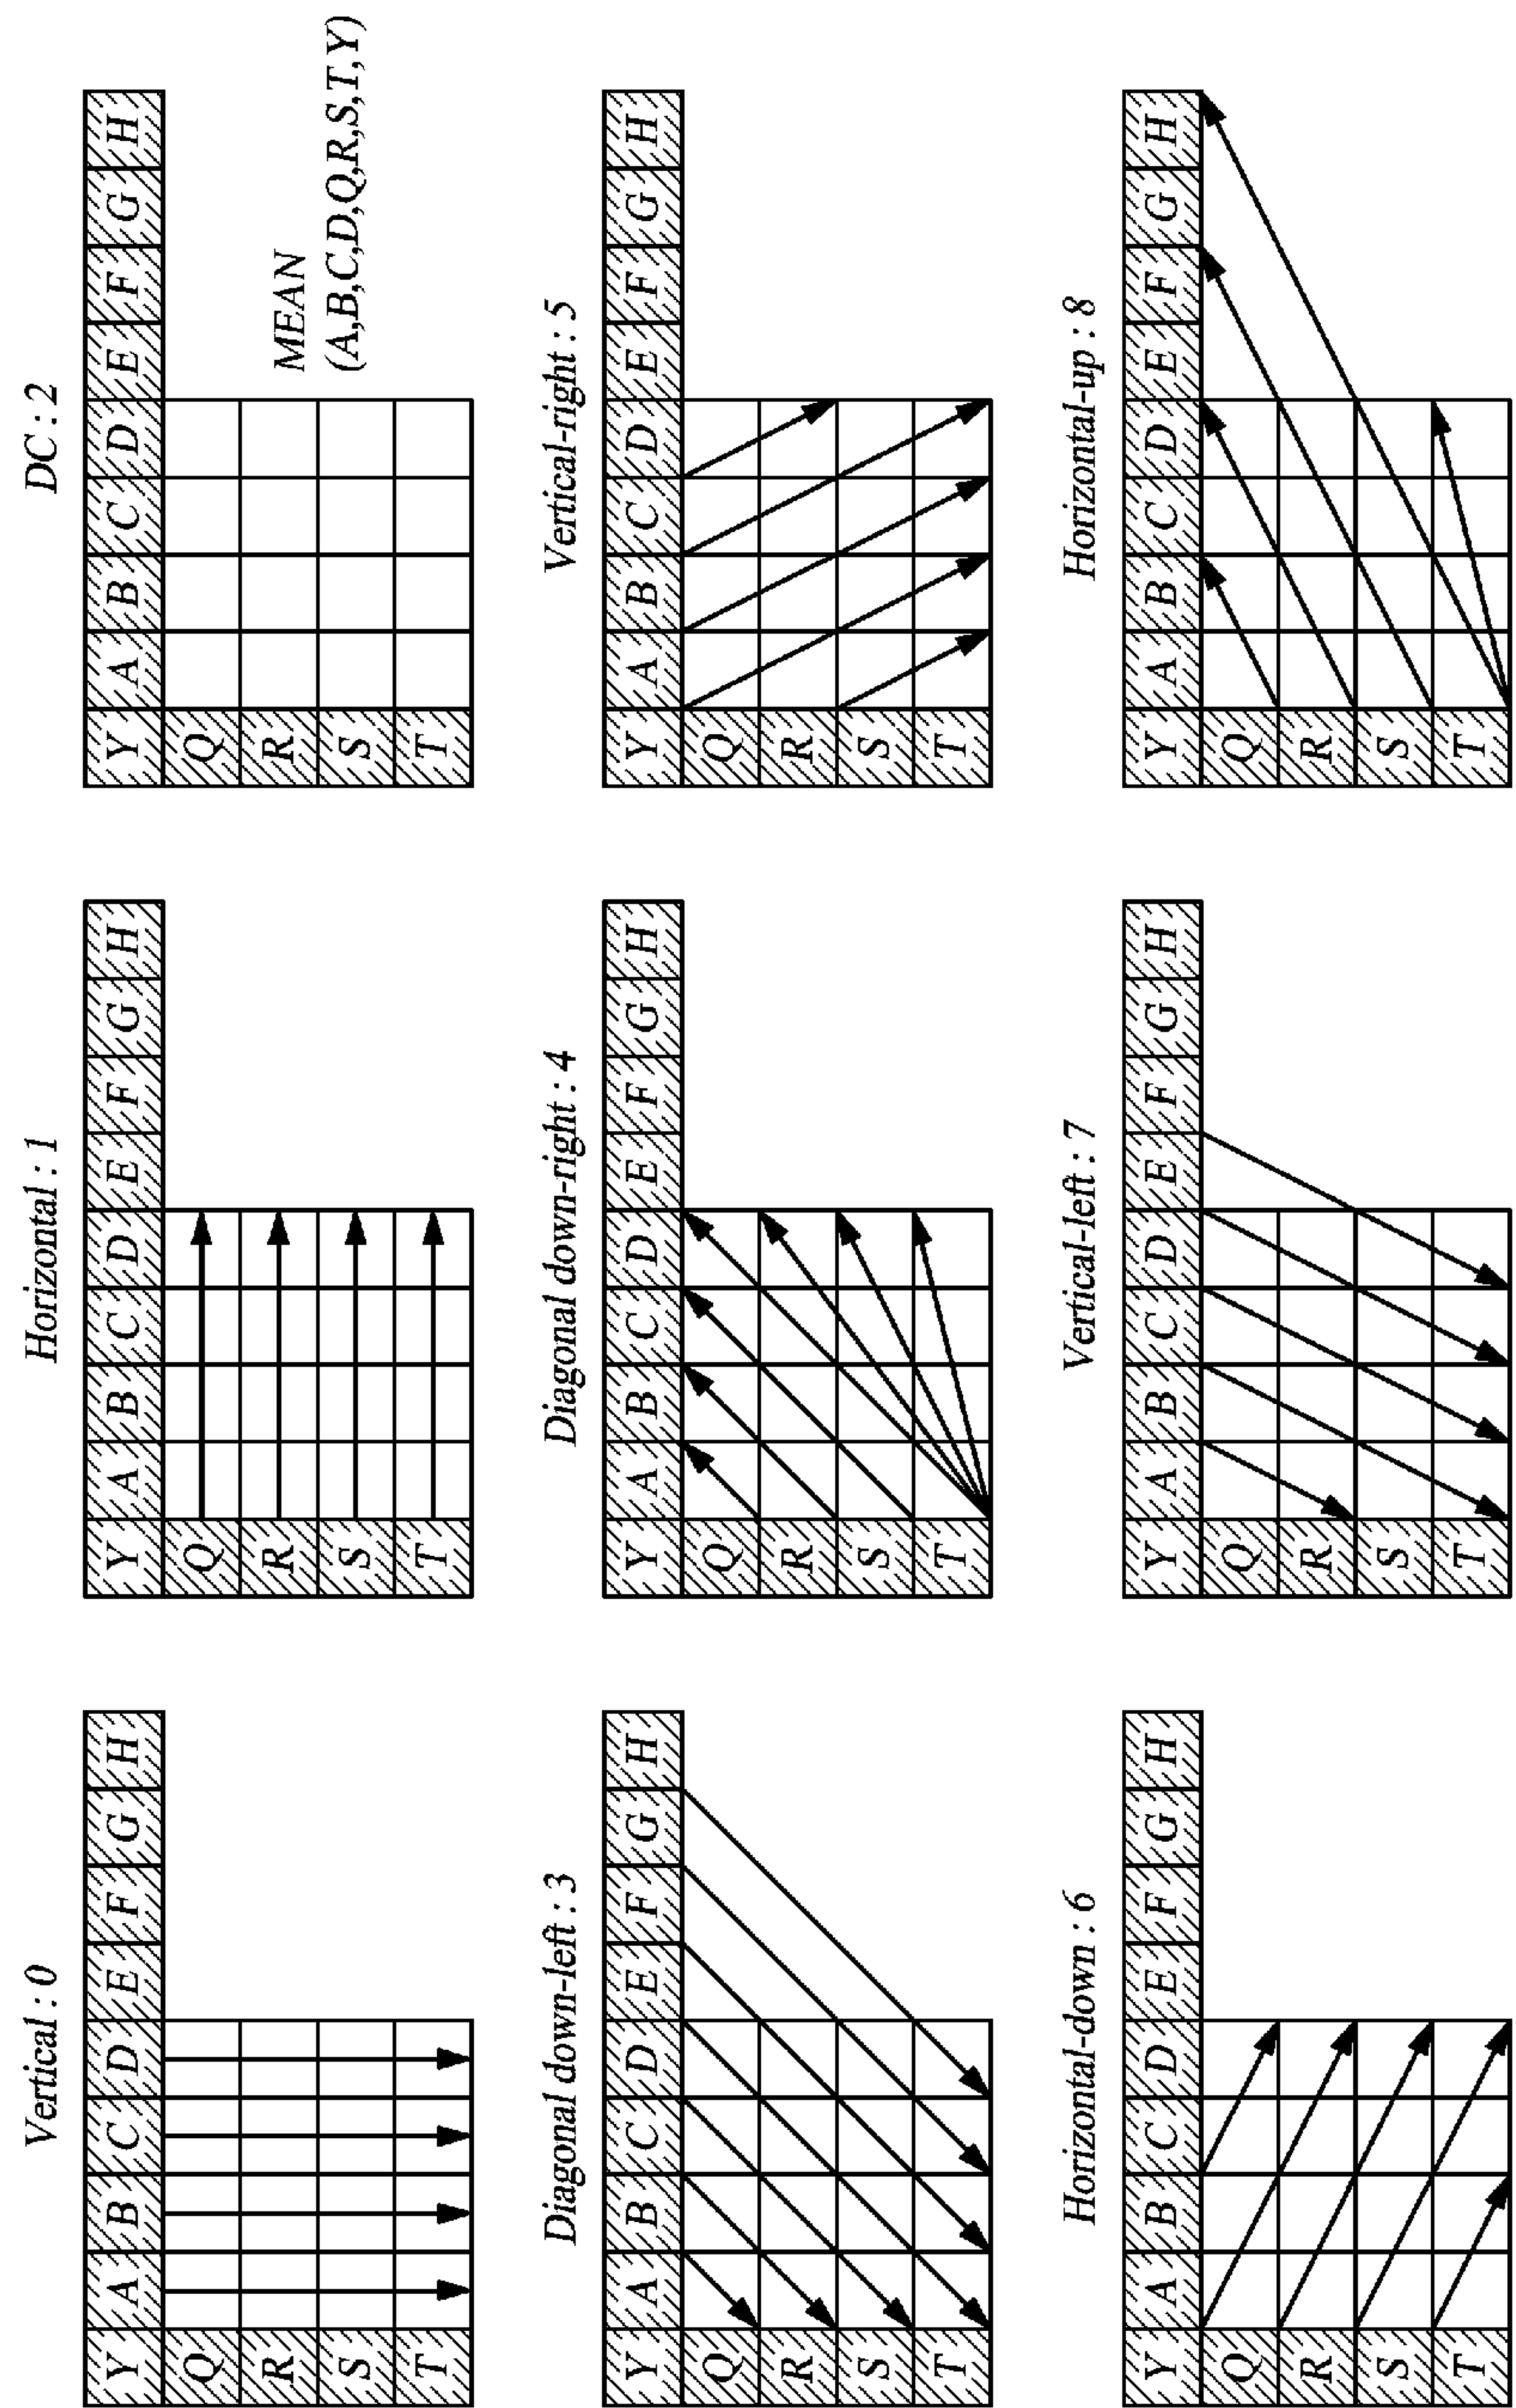 Vertical : 0
Y A B C D E F G H
Q
R
S
T
Horizontal : 1
Y A B C D E F G H
Q
R
S
T
DC : 2
Y A B C D E F G H
Q
R
S
T
MEAN
(A,B,C,D,Q,R,S,T,Y)
Diagonal down-left : 3
Y A B C D E F G H
Q
R
S
T
Diagonal down-right : 4
Y A B C D E F G H
Q
R
S
T
Vertical-right : 5
Y A B C D E F G H
Q
R
S
T
Horizontal-down : 6
Y A B C D E F G H
Q
R
S
T
Vertical-left : 7
Y A B C D E F G H
Q
R
S
T
Horizontal-up : 8
Y A B C D E F G H
Q
R
S
T